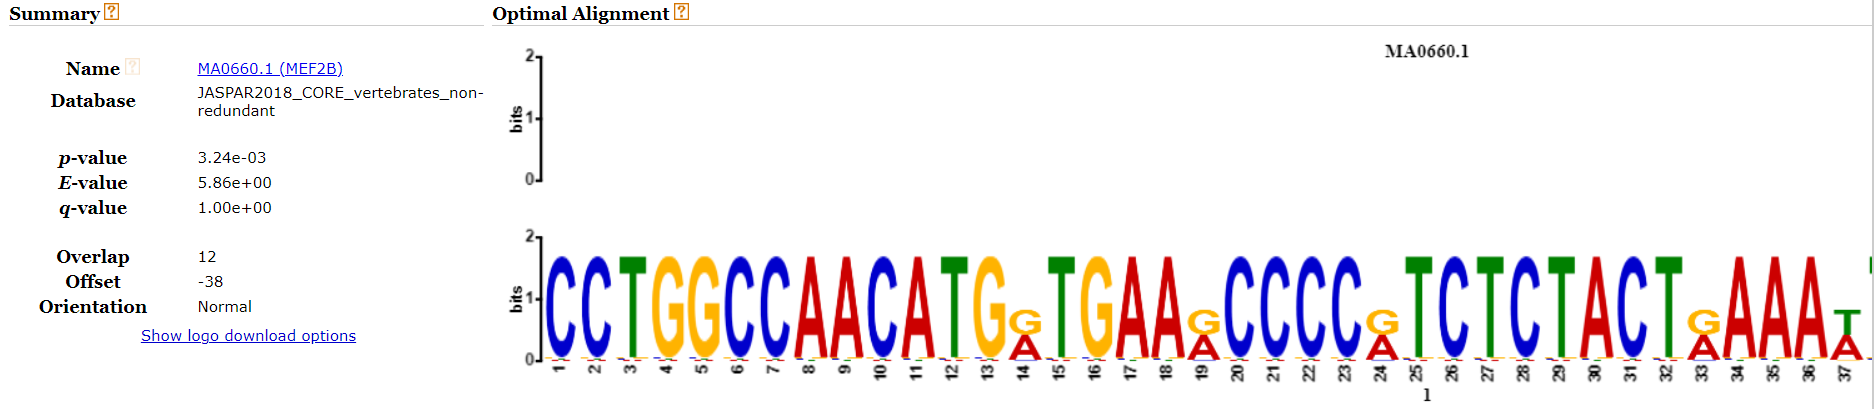 Summary ?
Optimal Alignment ?
Name ? MA0660.1 (MEF2B)
Database JASPAR2018_CORE_vertebrates_non-
redundant
p-value 3.24e-03
E-value 5.86e+00
q-value 1.00e+00
Overlap 12
Offset -38
Orientation Normal
Show logo download options
MA0660.1
2
1
0
bits
2
1
0
bits
CCTGGCCAACATGGTGAAGCCCCGTCTCTACTGAAAT
A A A A A
1 2 3 4 5 6 7 8 9 10 11 12 13 14 15 16 17 18 19 20 21 22 23 24 25 26 27 28 29 30 31 32 33 34 35 36 37
1